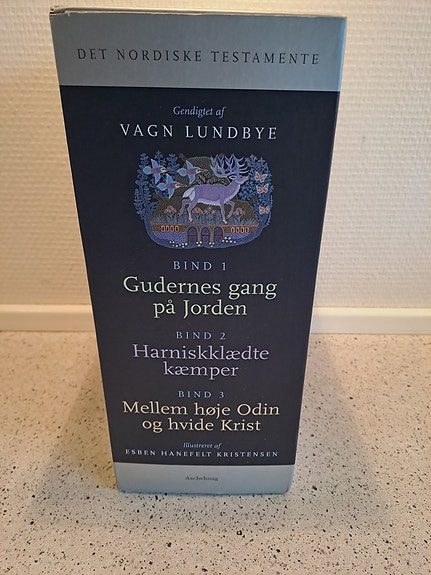 DET NORDISKE TESTAMENTE
Gendigtet af
VAGN LUNDBYE
BIND 1
Gudernes gang
på Jorden
BIND 2
Harniskklædte
kæmper
BIND 3
Mellem høje Odin
og hvide Krist
Illustreret af
ESBEN HANEFELT KRISTENSEN
Aschehoug